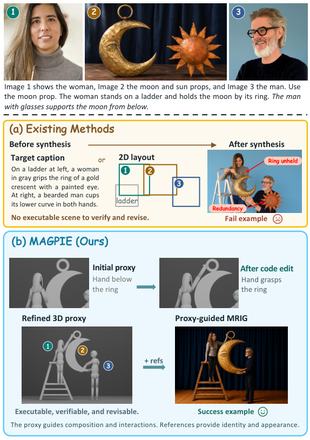 1 2 3
Image 1 shows the woman, Image 2 the moon and sun props, and Image 3 the man. Use
the moon prop. The woman stands on a ladder and holds the moon by its ring. The man
with glasses supports the moon from below.
(a) Existing Methods
Before synthesis After synthesis
Target caption or 2D layout
On a ladder at left, a woman
in gray grips the ring of a gold
crescent with a painted eye.
At right, a bearded man cups
its lower curve in both hands.
1 2 3
ladder
Ring unheld
Redundancy
No executable scene to verify and revise.
Fail example
(b) MAGPIE (Ours)
Initial proxy
Hand below
the ring
After code edit
Hand grasps
the ring
Refined 3D proxy Proxy-guided MRIG
1 2 3
+ refs
Executable, verifiable, and revisable. Success example
The proxy guides composition and interactions. References provide identity and appearance.